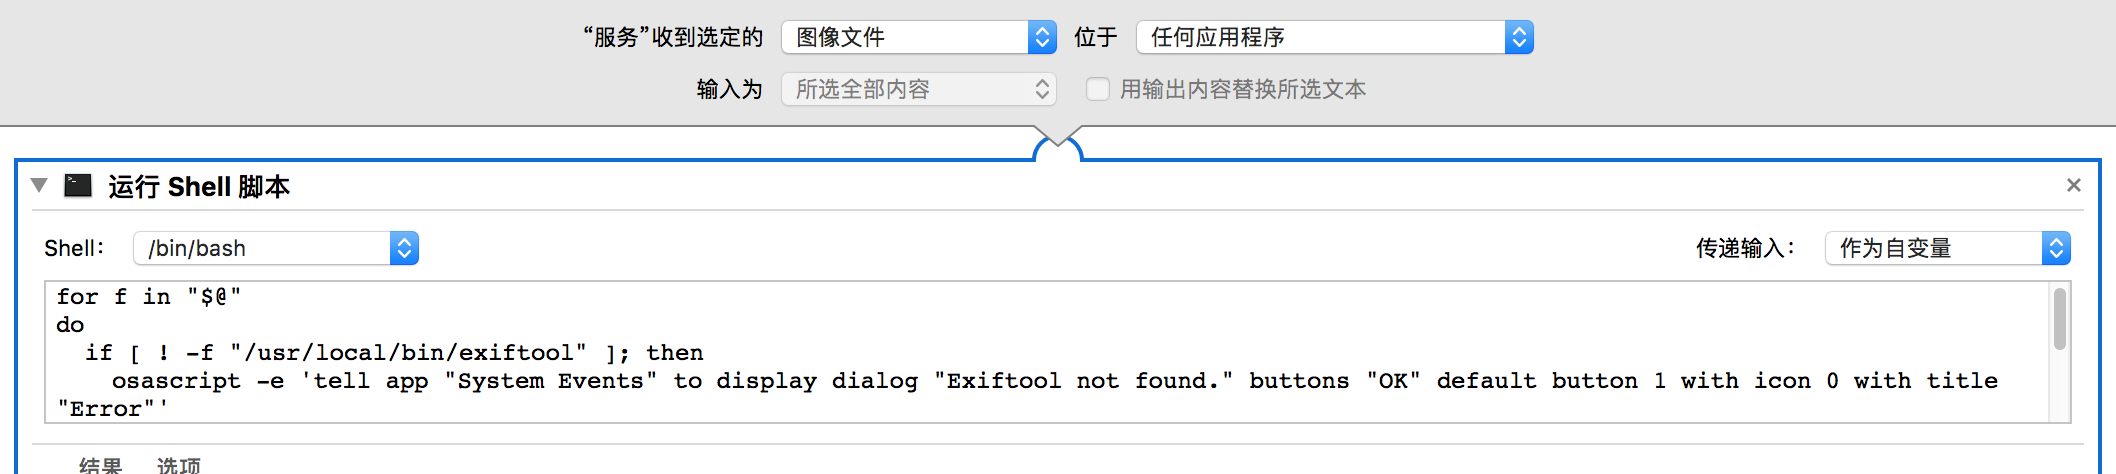 “服务”收到选定的 图像文件 位于 任何应用程序
输入为 所选全部内容 用输出内容替换所选文本
运行 Shell 脚本
Shell： /bin/bash 传递输入： 作为自变量
for f in "$@"
do
if [ ! -f "/usr/local/bin/exiftool" ]; then
osascript -e 'tell app "System Events" to display dialog "Exiftool not found." buttons "OK" default button 1 with icon 0 with title
"Error"'
结果 选项